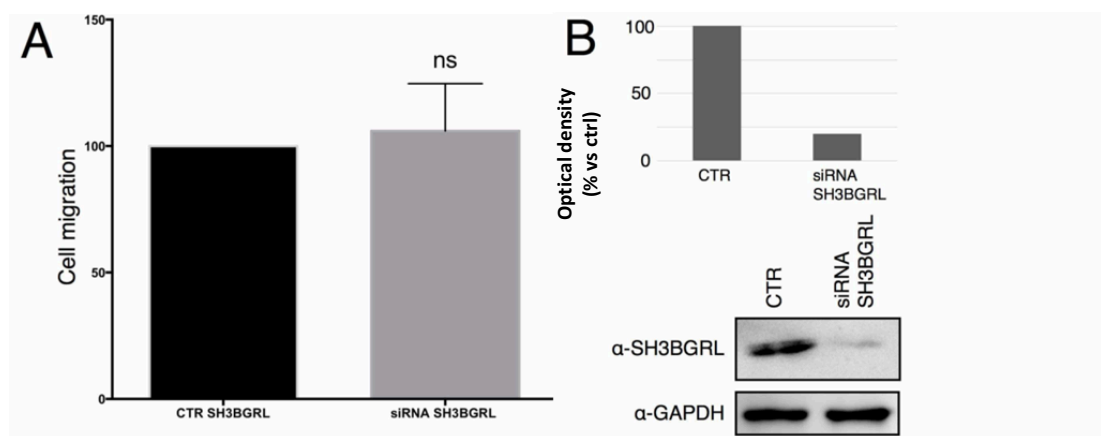 A
150
100
50
0
Cell migration
ns
CTR SH3BGRL
siRNA SH3BGRL
B
100
50
0
Optical density
(% vs ctrl)
CTR
siRNA
SH3BGRL
CTR
siRNA
SH3BGRL
α-SH3BGRL
α-GAPDH